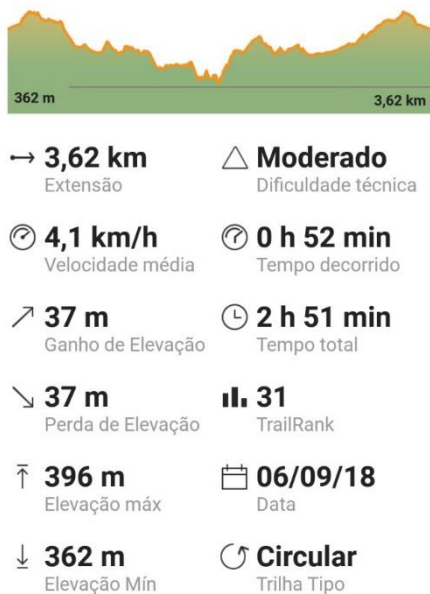 362 m
3,62 km
3,62 km
Extensão
Moderado
Dificuldade técnica
4,1 km/h
Velocidade média
0 h 52 min
Tempo decorrido
37 m
Ganho de Elevação
2 h 51 min
Tempo total
37 m
Perda de Elevação
31
TrailRank
396 m
Elevação máx
06/09/18
Data
362 m
Elevação Mín
Circular
Trilha Tipo